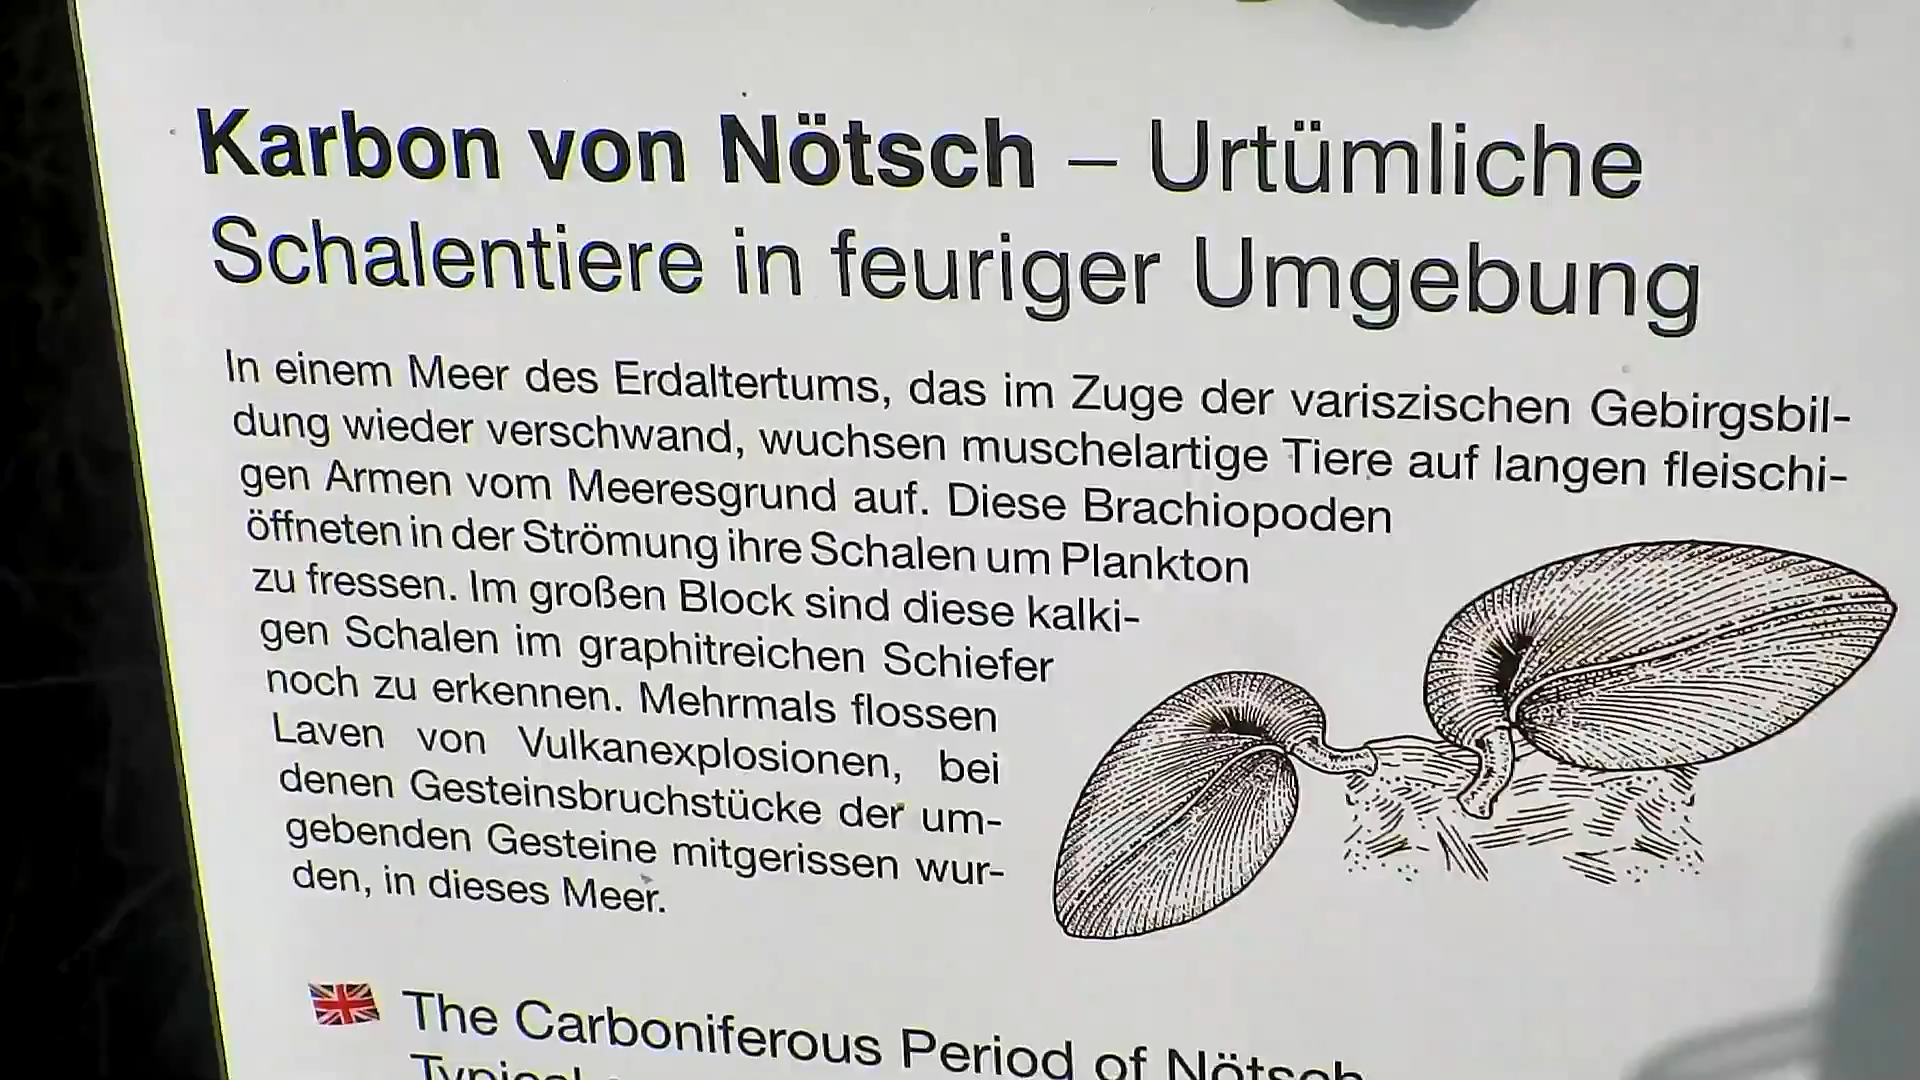 Karbon von Nötsch – Urtümliche
Schalentiere in feuriger Umgebung
In einem Meer des Erdaltertums, das im Zuge der variszischen Gebirgsbil-
dung wieder verschwand, wuchsen muschelartige Tiere auf langen fleischi-
gen Armen vom Meeresgrund auf. Diese Brachiopoden
öffneten in der Strömung ihre Schalen um Plankton
zu fressen. Im großen Block sind diese kalki-
gen Schalen im graphitreichen Schiefer
noch zu erkennen. Mehrmals flossen
Laven von Vulkanexplosionen, bei
denen Gesteinsbruchstücke der um-
gebenden Gesteine mitgerissen wur-
den, in dieses Meer.
The Carboniferous Period of Nötsch